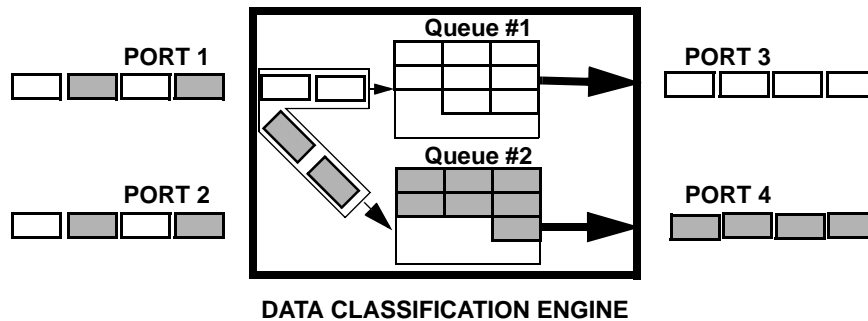 Queue #1
PORT 1
PORT 3
Queue #2
PORT 2
PORT 4
DATA CLASSIFICATION ENGINE